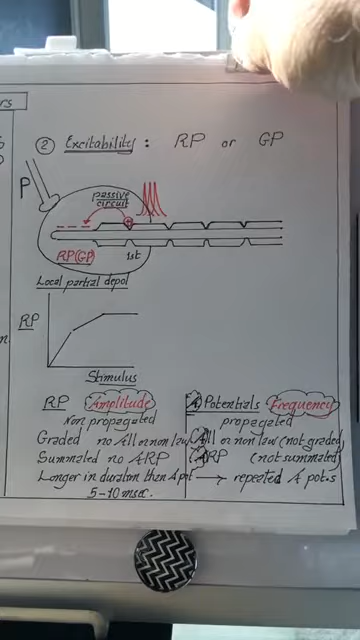 rs
② Excitability: RP or GP
P
passive
circuit
RP(GP)
1st
Local partial depol
RP
Stimulus
RP Amplitude
Non propagated
Graded no All or non law
Summated no ARP
Longer in duration than A pot → repeated A pot.s
5-10 msec.
A Potentials Frequency
propagated
All or non law (not graded)
ARP (not summated)